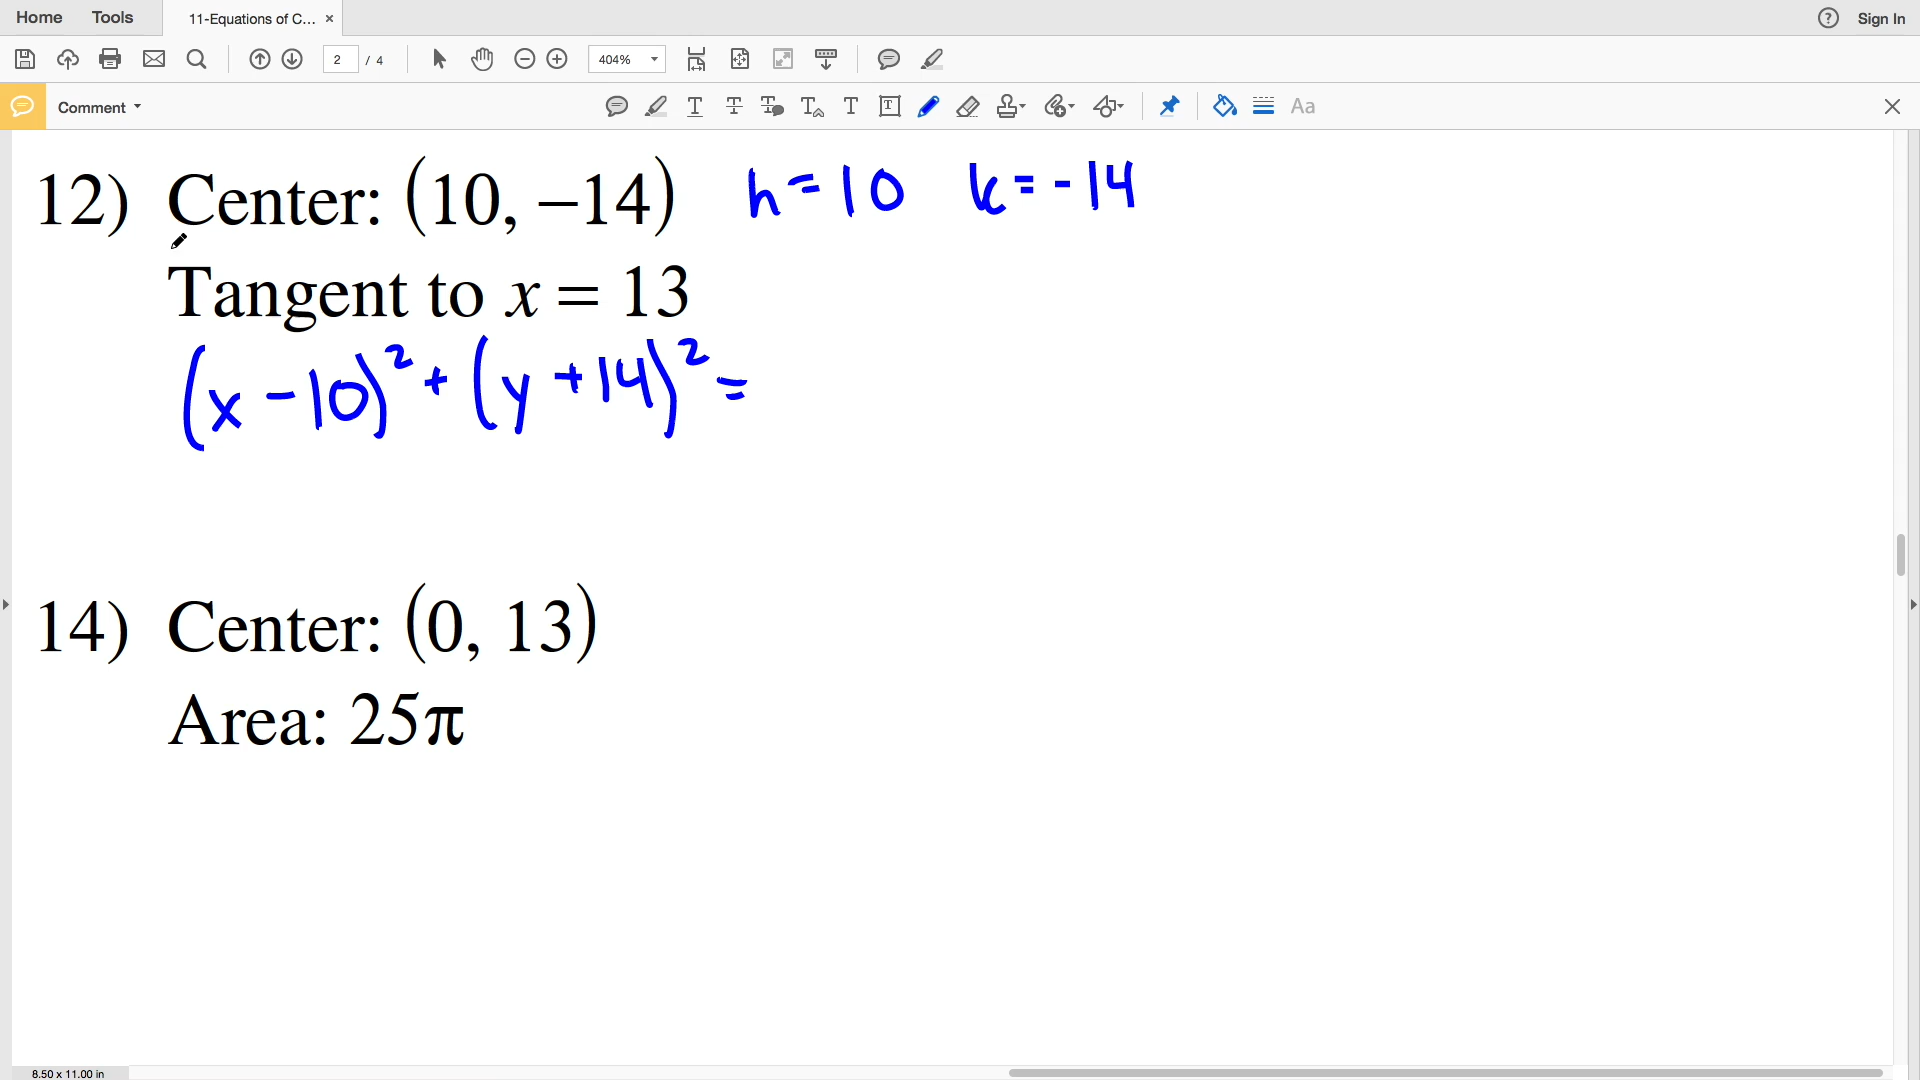 Home Tools 11-Equations of C... × ? Sign In
2 / 4 404%
Comment T T T T T T Aa
12) Center: (10, −14) h = 10 k = -14
Tangent to x = 13
(x - 10)² + (y + 14)² =
14) Center: (0, 13)
Area: 25π
8.50 x 11.00 in